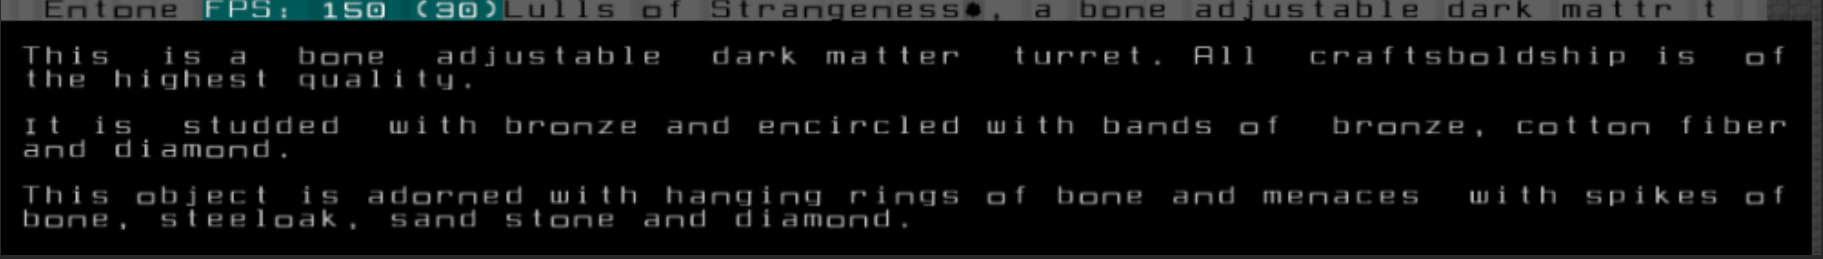 Entone FPS: 150 (30)Lulls of Strangeness, a bone adjustable dark mattr t
This is a bone adjustable dark matter turret. All craftsboldship is of
the highest quality.
It is studded with bronze and encircled with bands of bronze, cotton fiber
and diamond.
This object is adorned with hanging rings of bone and menaces with spikes of
bone, steeloak, sand stone and diamond.